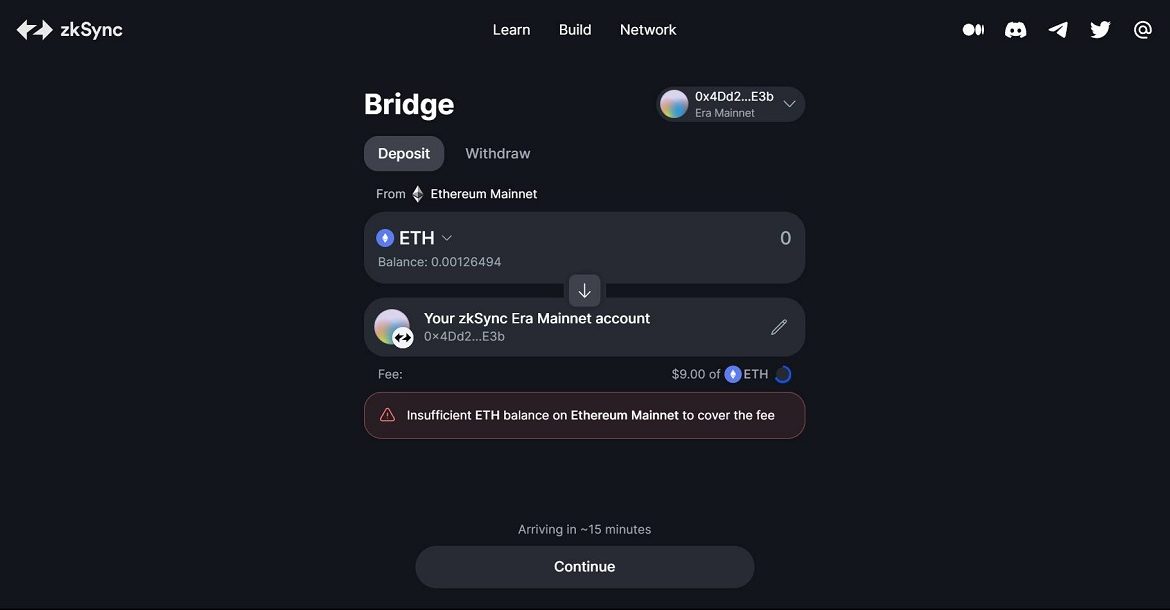 zkSync
Learn Build Network
Bridge
0x4Dd2...E3b
Era Mainnet
Deposit Withdraw
From Ethereum Mainnet
ETH 0
Balance: 0.00126494
Your zkSync Era Mainnet account
0×4Dd2...E3b
Fee: $9.00 of ETH
Insufficient ETH balance on Ethereum Mainnet to cover the fee
Arriving in ~15 minutes
Continue